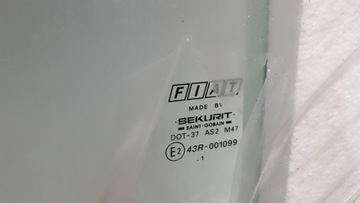 FIAT
MADE BY
SEKURIT
SAINT-GOBAIN
DOT-37 AS2 M47
E2 43R-001099
.1